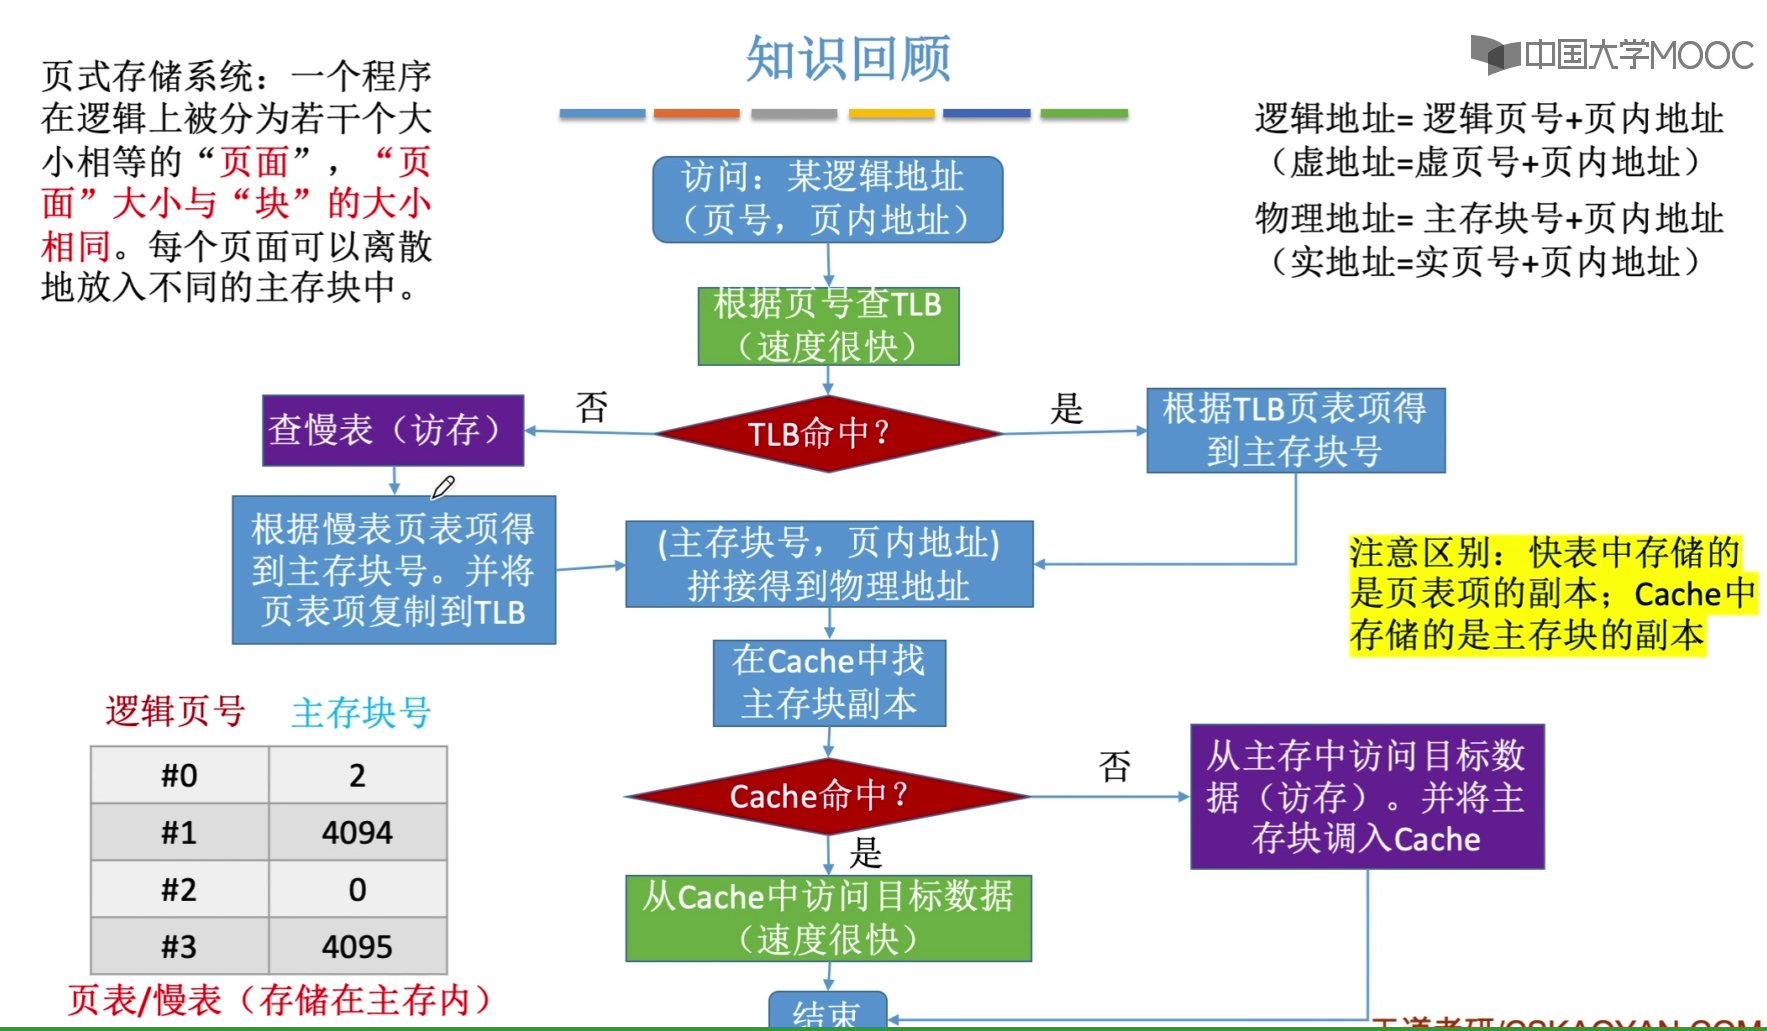 知识回顾
中国大学MOOC
页式存储系统：一个程序
在逻辑上被分为若干个大
小相等的“页面”，“页
面”大小与“块”的大小
相同。每个页面可以离散
地放入不同的主存块中。
逻辑地址= 逻辑页号+页内地址
（虚地址=虚页号+页内地址）
物理地址= 主存块号+页内地址
（实地址=实页号+页内地址）
访问：某逻辑地址
（页号，页内地址）
根据页号查TLB
（速度很快）
TLB命中？
否
是
查慢表（访存）
根据TLB页表项得
到主存块号
根据慢表页表项得
到主存块号。并将
页表项复制到TLB
(主存块号，页内地址)
拼接得到物理地址
注意区别：快表中存储的
是页表项的副本；Cache中
存储的是主存块的副本
在Cache中找
主存块副本
Cache命中？
否
是
从主存中访问目标数
据（访存）。并将主
存块调入Cache
从Cache中访问目标数据
（速度很快）
结束
逻辑页号 主存块号
#0 2
#1 4094
#2 0
#3 4095
页表/慢表（存储在主存内）
王道考研/CSKAOYAN.COM